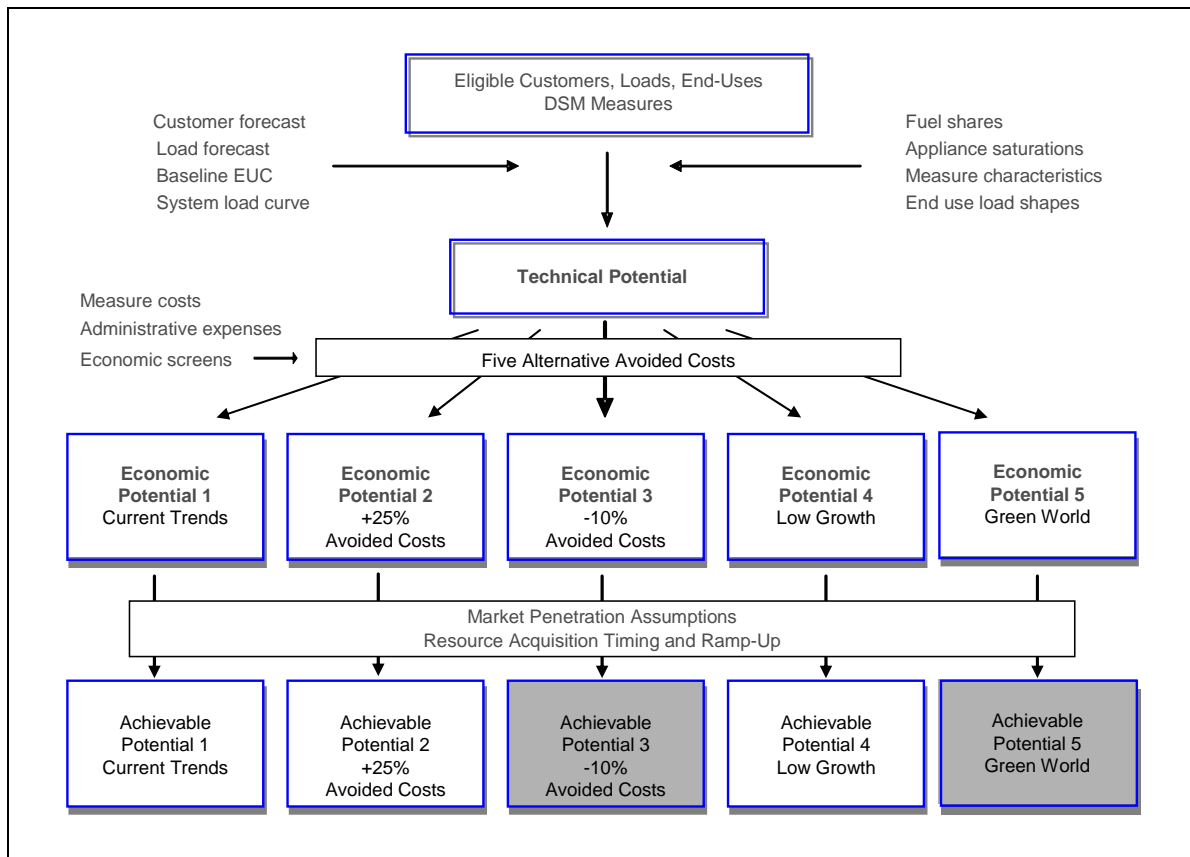 Eligible Customers, Loads, End-Uses
DSM Measures
Customer forecast
Load forecast
Baseline EUC
System load curve
Fuel shares
Appliance saturations
Measure characteristics
End use load shapes
Technical Potential
Measure costs
Administrative expenses
Economic screens
Five Alternative Avoided Costs
Economic
Potential 1
Current Trends
Economic
Potential 2
+25%
Avoided Costs
Economic
Potential 3
-10%
Avoided Costs
Economic
Potential 4
Low Growth
Economic
Potential 5
Green World
Market Penetration Assumptions
Resource Acquisition Timing and Ramp-Up
Achievable
Potential 1
Current Trends
Achievable
Potential 2
+25%
Avoided Costs
Achievable
Potential 3
-10%
Avoided Costs
Achievable
Potential 4
Low Growth
Achievable
Potential 5
Green World